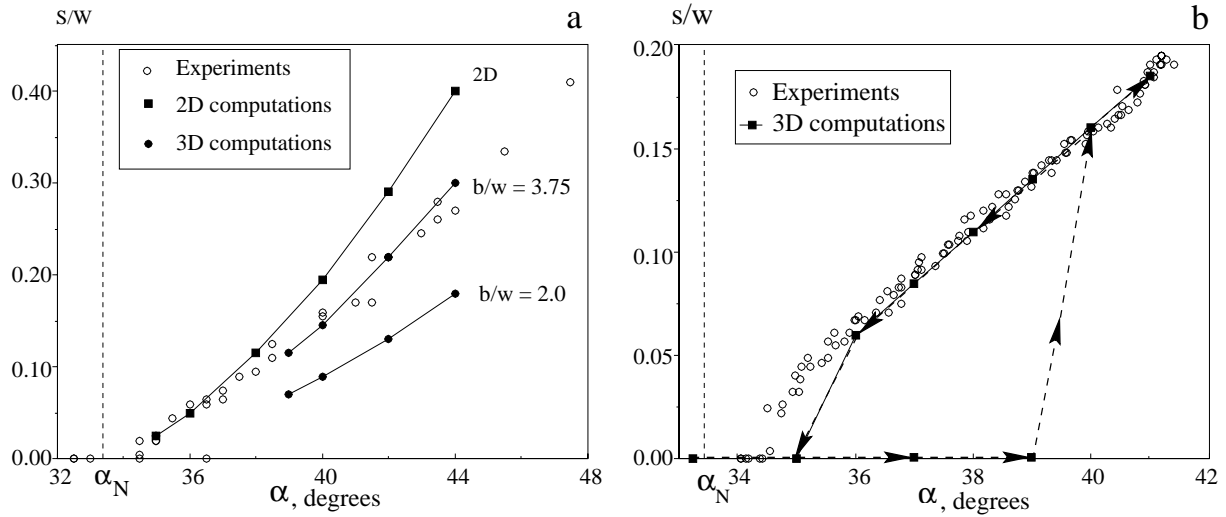 s/w
a
0.40
0.30
0.20
0.10
0.00
Experiments
2D computations
3D computations
2D
b/w = 3.75
b/w = 2.0
32
36
40
44
48
αN
α, degrees
s/w
b
0.20
0.15
0.10
0.05
0.00
Experiments
3D computations
34
36
38
40
42
αN
α, degrees